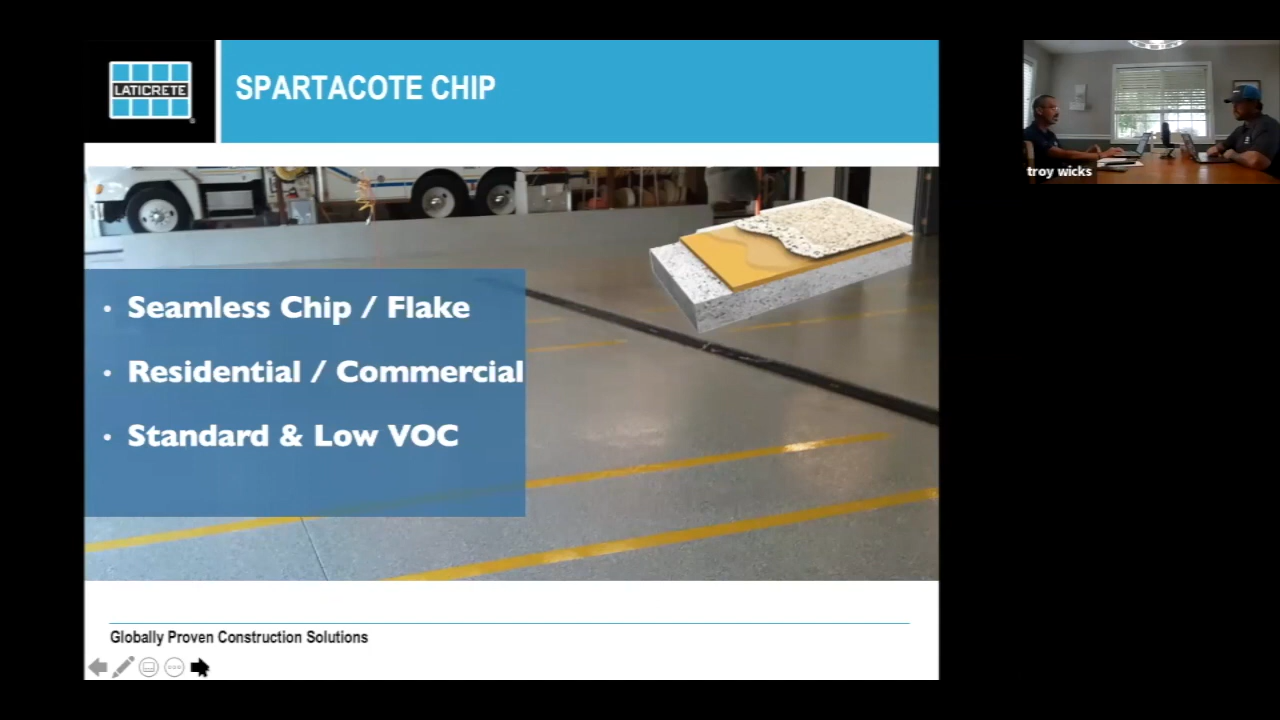 LATICRETE
SPARTACOTE CHIP
troy wicks
• Seamless Chip / Flake
• Residential / Commercial
• Standard & Low VOC
Globally Proven Construction Solutions